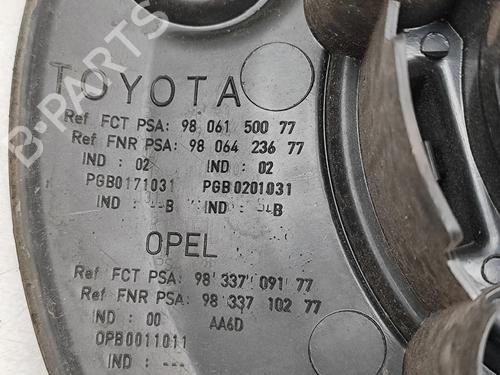 B-PARTS
TOYOTA
Ref FCT PSA: 98 061 500 77
Ref FNR PSA: 98 064 236 77
IND : 02 IND : 02
PGB0171031 PGB0201031
IND : --B IND : -B
OPEL
Ref FCT PSA: 98 337 091 77
Ref FNR PSA: 98 337 102 77
IND : 00 AA6D
OPB0011011
IND : ---